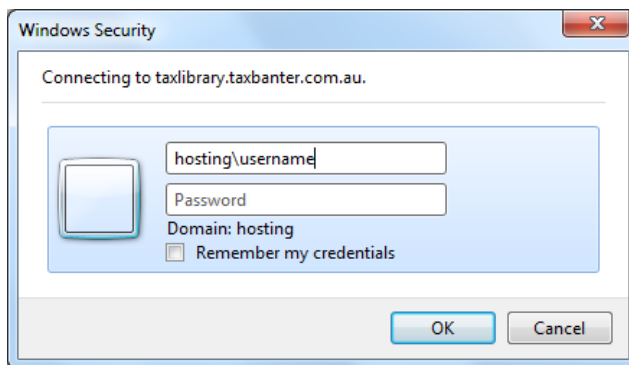 Windows Security
Connecting to taxlibrary.taxbanter.com.au.
hosting\username
Password
Domain: hosting
Remember my credentials
OK
Cancel